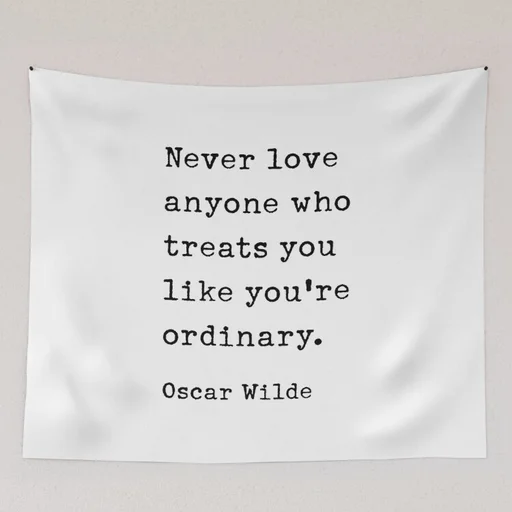 Never love
anyone who
treats you
like you're
ordinary.
Oscar Wilde